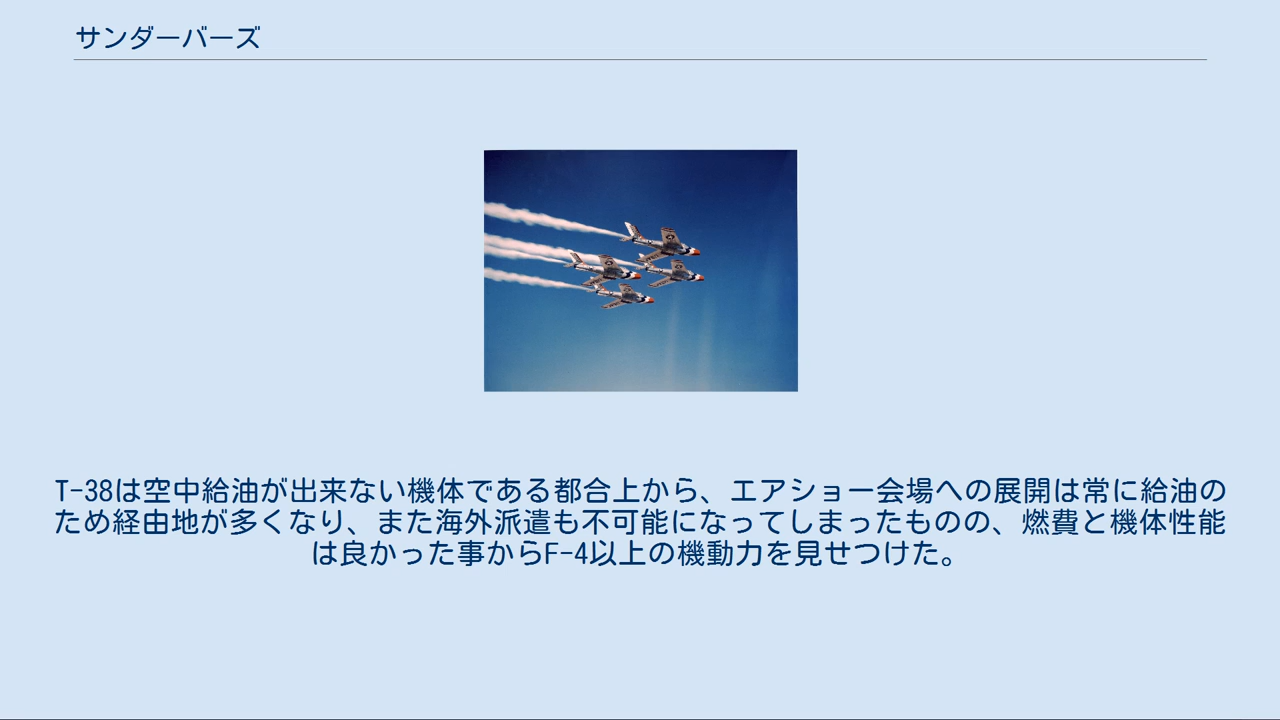 サンダーバーズ
T-38は空中給油が出来ない機体である都合上から、エアショー会場への展開は常に給油の
ため経由地が多くなり、また海外派遣も不可能になってしまったものの、燃費と機体性能
は良かった事からF-4以上の機動力を見せつけた。